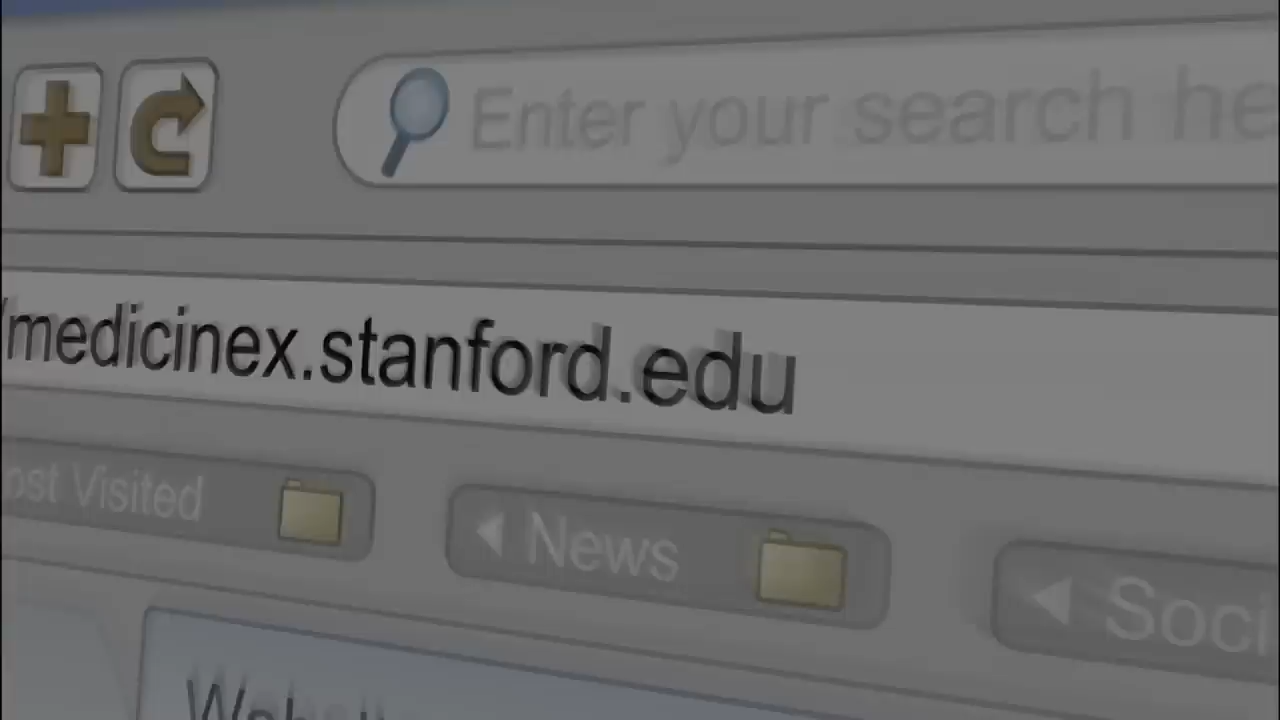 Enter your search he
/medicinex.stanford.edu
ost Visited
News
Soci